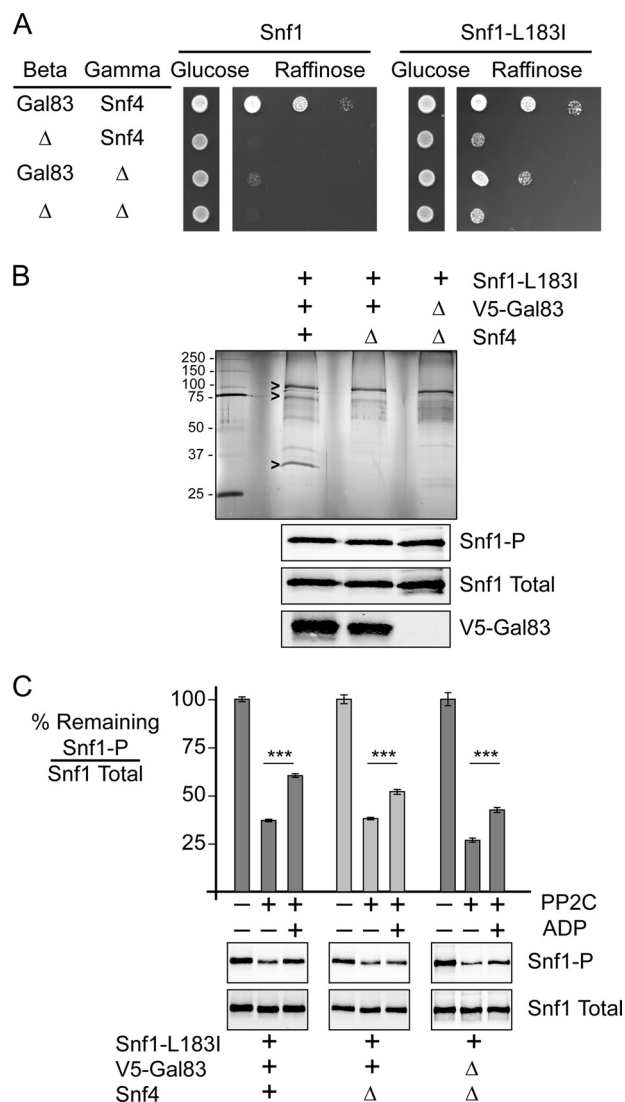 A
Snf1 Snf1-L183I
Beta Gamma Glucose Raffinose Glucose Raffinose
Gal83 Snf4
Δ Snf4
Gal83 Δ
Δ Δ
B
+ + + Snf1-L183I
+ + Δ V5-Gal83
+ Δ Δ Snf4
250 -
150 -
100 -
75 -
50 -
37 -
25 -
>
>
>
Snf1-P
Snf1 Total
V5-Gal83
C
% Remaining
Snf1-P
Snf1 Total
100
75
50
25
*** *** ***
– + + – + + – + + PP2C
– – + – – + – – + ADP
Snf1-P
Snf1 Total
Snf1-L183I + + +
V5-Gal83 + + Δ
Snf4 + Δ Δ